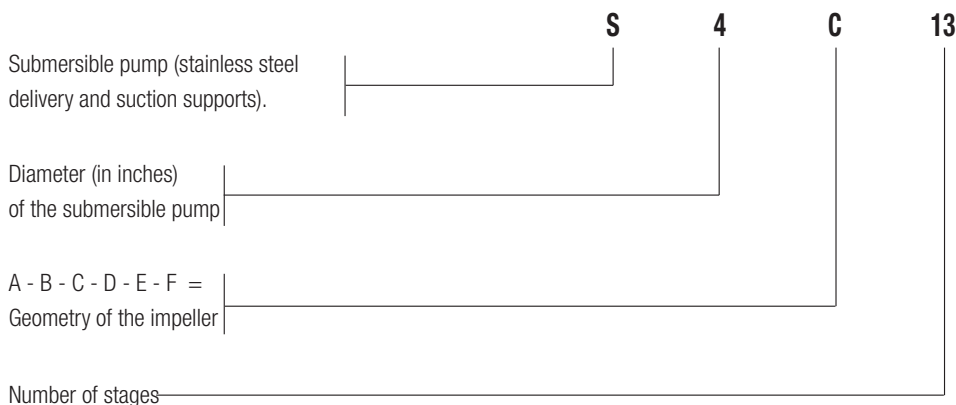 S 4 C 13
Submersible pump (stainless steel
delivery and suction supports).
Diameter (in inches)
of the submersible pump
A - B - C - D - E - F =
Geometry of the impeller
Number of stages